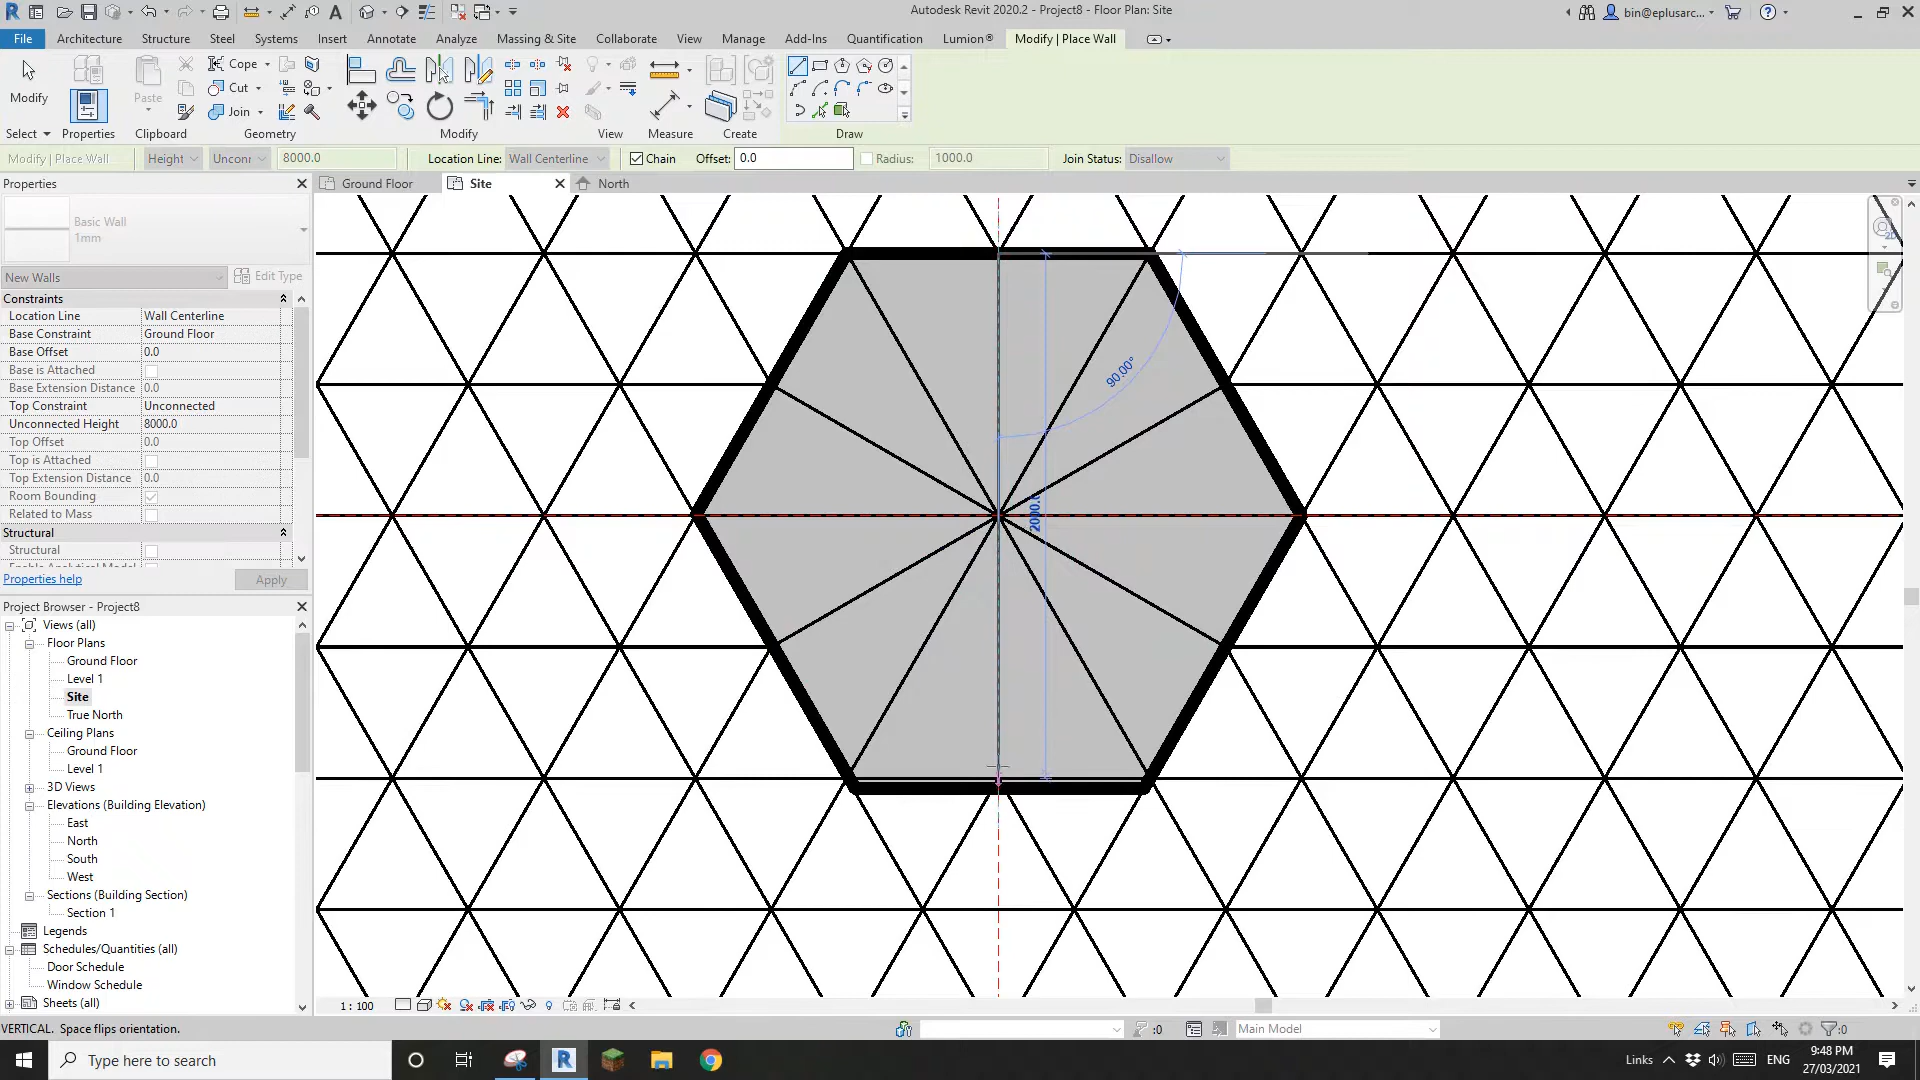 Autodesk Revit 2020.2 - Project8 - Floor Plan: Site
bin@eplusarc...
File Architecture Structure Steel Systems Insert Annotate Analyze Massing & Site Collaborate View Manage Add-Ins Quantification Lumion® Modify | Place Wall
Modify
Paste
Cope
Cut
Join
Select Properties Clipboard Geometry Modify View Measure Create Draw
Modify | Place Wall Height Unconr 8000.0 Location Line: Wall Centerline Chain Offset: 0.0 Radius: 1000.0 Join Status: Disallow
Properties
Ground Floor Site North
Basic Wall
1mm
New Walls Edit Type
Constraints
Location Line Wall Centerline
Base Constraint Ground Floor
Base Offset 0.0
Base is Attached
Base Extension Distance 0.0
Top Constraint Unconnected
Unconnected Height 8000.0
Top Offset 0.0
Top is Attached
Top Extension Distance 0.0
Room Bounding
Related to Mass
Structural
Structural
Enable Analytical Model
Properties help Apply
Project Browser - Project8
Views (all)
Floor Plans
Ground Floor
Level 1
Site
True North
Ceiling Plans
Ground Floor
Level 1
3D Views
Elevations (Building Elevation)
East
North
South
West
Sections (Building Section)
Section 1
Legends
Schedules/Quantities (all)
Door Schedule
Window Schedule
Sheets (all)
90.00°
2000.0
1 : 100
VERTICAL. Space flips orientation.
:0
Main Model
:0
Type here to search
Links
ENG
9:48 PM
27/03/2021